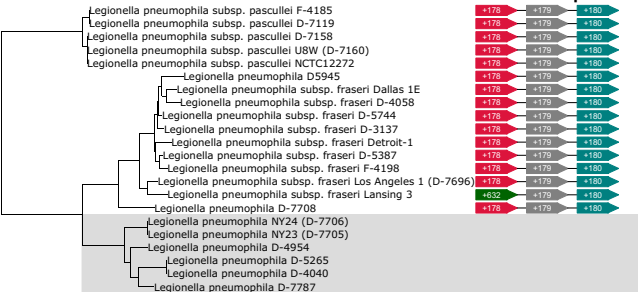 Legionella pneumophila subsp. pascullei F-4185 +178 +179 +180
Legionella pneumophila subsp. pascullei D-7119 +178 +179 +180
Legionella pneumophila subsp. pascullei D-7158 +178 +179 +180
Legionella pneumophila subsp. pascullei U8W (D-7160) +178 +179 +180
Legionella pneumophila subsp. pascullei NCTC12272 +178 +179 +180
Legionella pneumophila D5945 +178 +179 +180
Legionella pneumophila subsp. fraseri Dallas 1E +178 +179 +180
Legionella pneumophila subsp. fraseri D-4058 +178 +179 +180
Legionella pneumophila subsp. fraseri D-5744 +178 +179 +180
Legionella pneumophila subsp. fraseri D-3137 +178 +179 +180
Legionella pneumophila subsp. fraseri Detroit-1 +178 +179 +180
Legionella pneumophila subsp. fraseri D-5387 +178 +179 +180
Legionella pneumophila subsp. fraseri F-4198 +178 +179 +180
Legionella pneumophila subsp. fraseri Los Angeles 1 (D-7696) +178 +179 +180
Legionella pneumophila subsp. fraseri Lansing 3 +632 +179 +180
Legionella pneumophila D-7708 +178 +179 +180
Legionella pneumophila NY24 (D-7706)
Legionella pneumophila NY23 (D-7705)
Legionella pneumophila D-4954
Legionella pneumophila D-5265
Legionella pneumophila D-4040
Legionella pneumophila D-7787